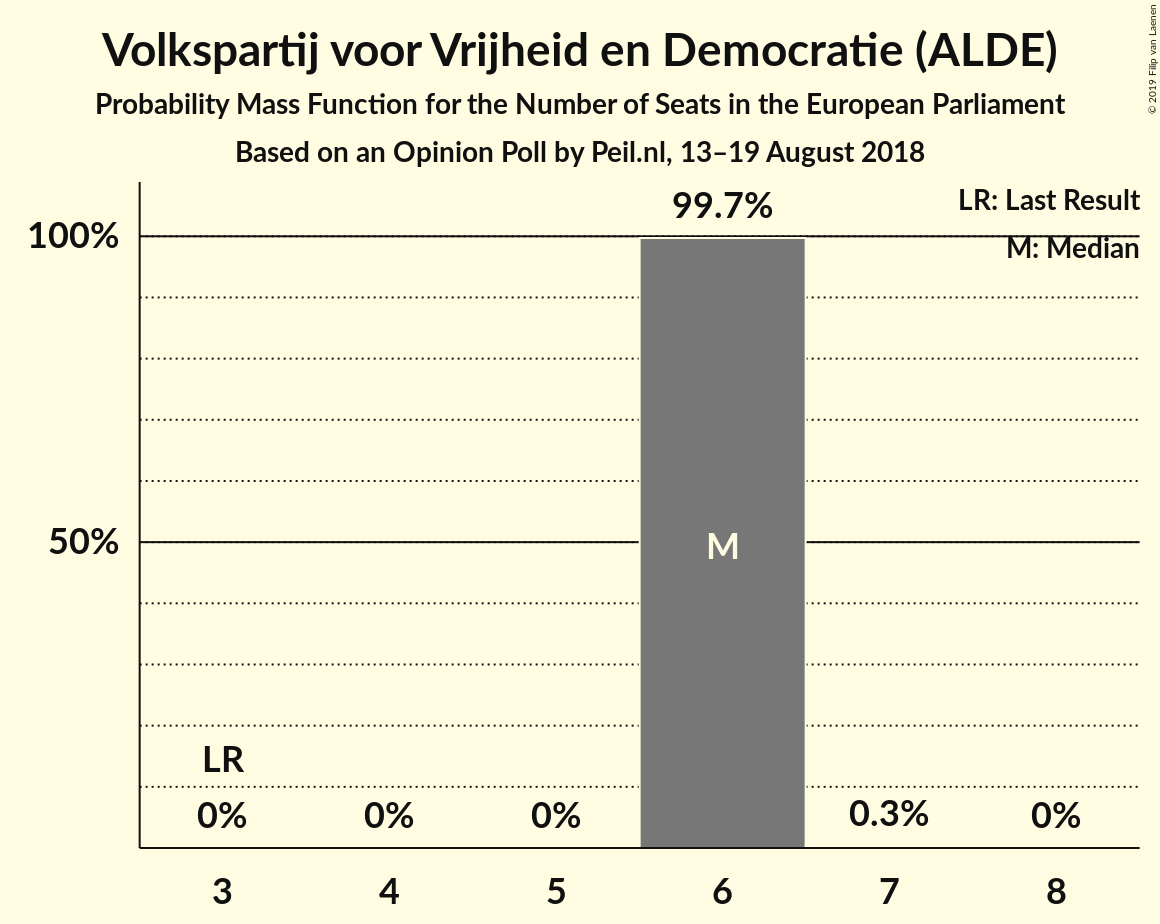 Volkspartij voor Vrijheid en Democratie (ALDE)
Probability Mass Function for the Number of Seats in the European Parliament
Based on an Opinion Poll by Peil.nl, 13–19 August 2018
© 2019 Filip van Laenen
LR: Last Result
M: Median
99.7%
100%
50%
M
LR
0% 0% 0% 0.3% 0%
3 4 5 6 7 8